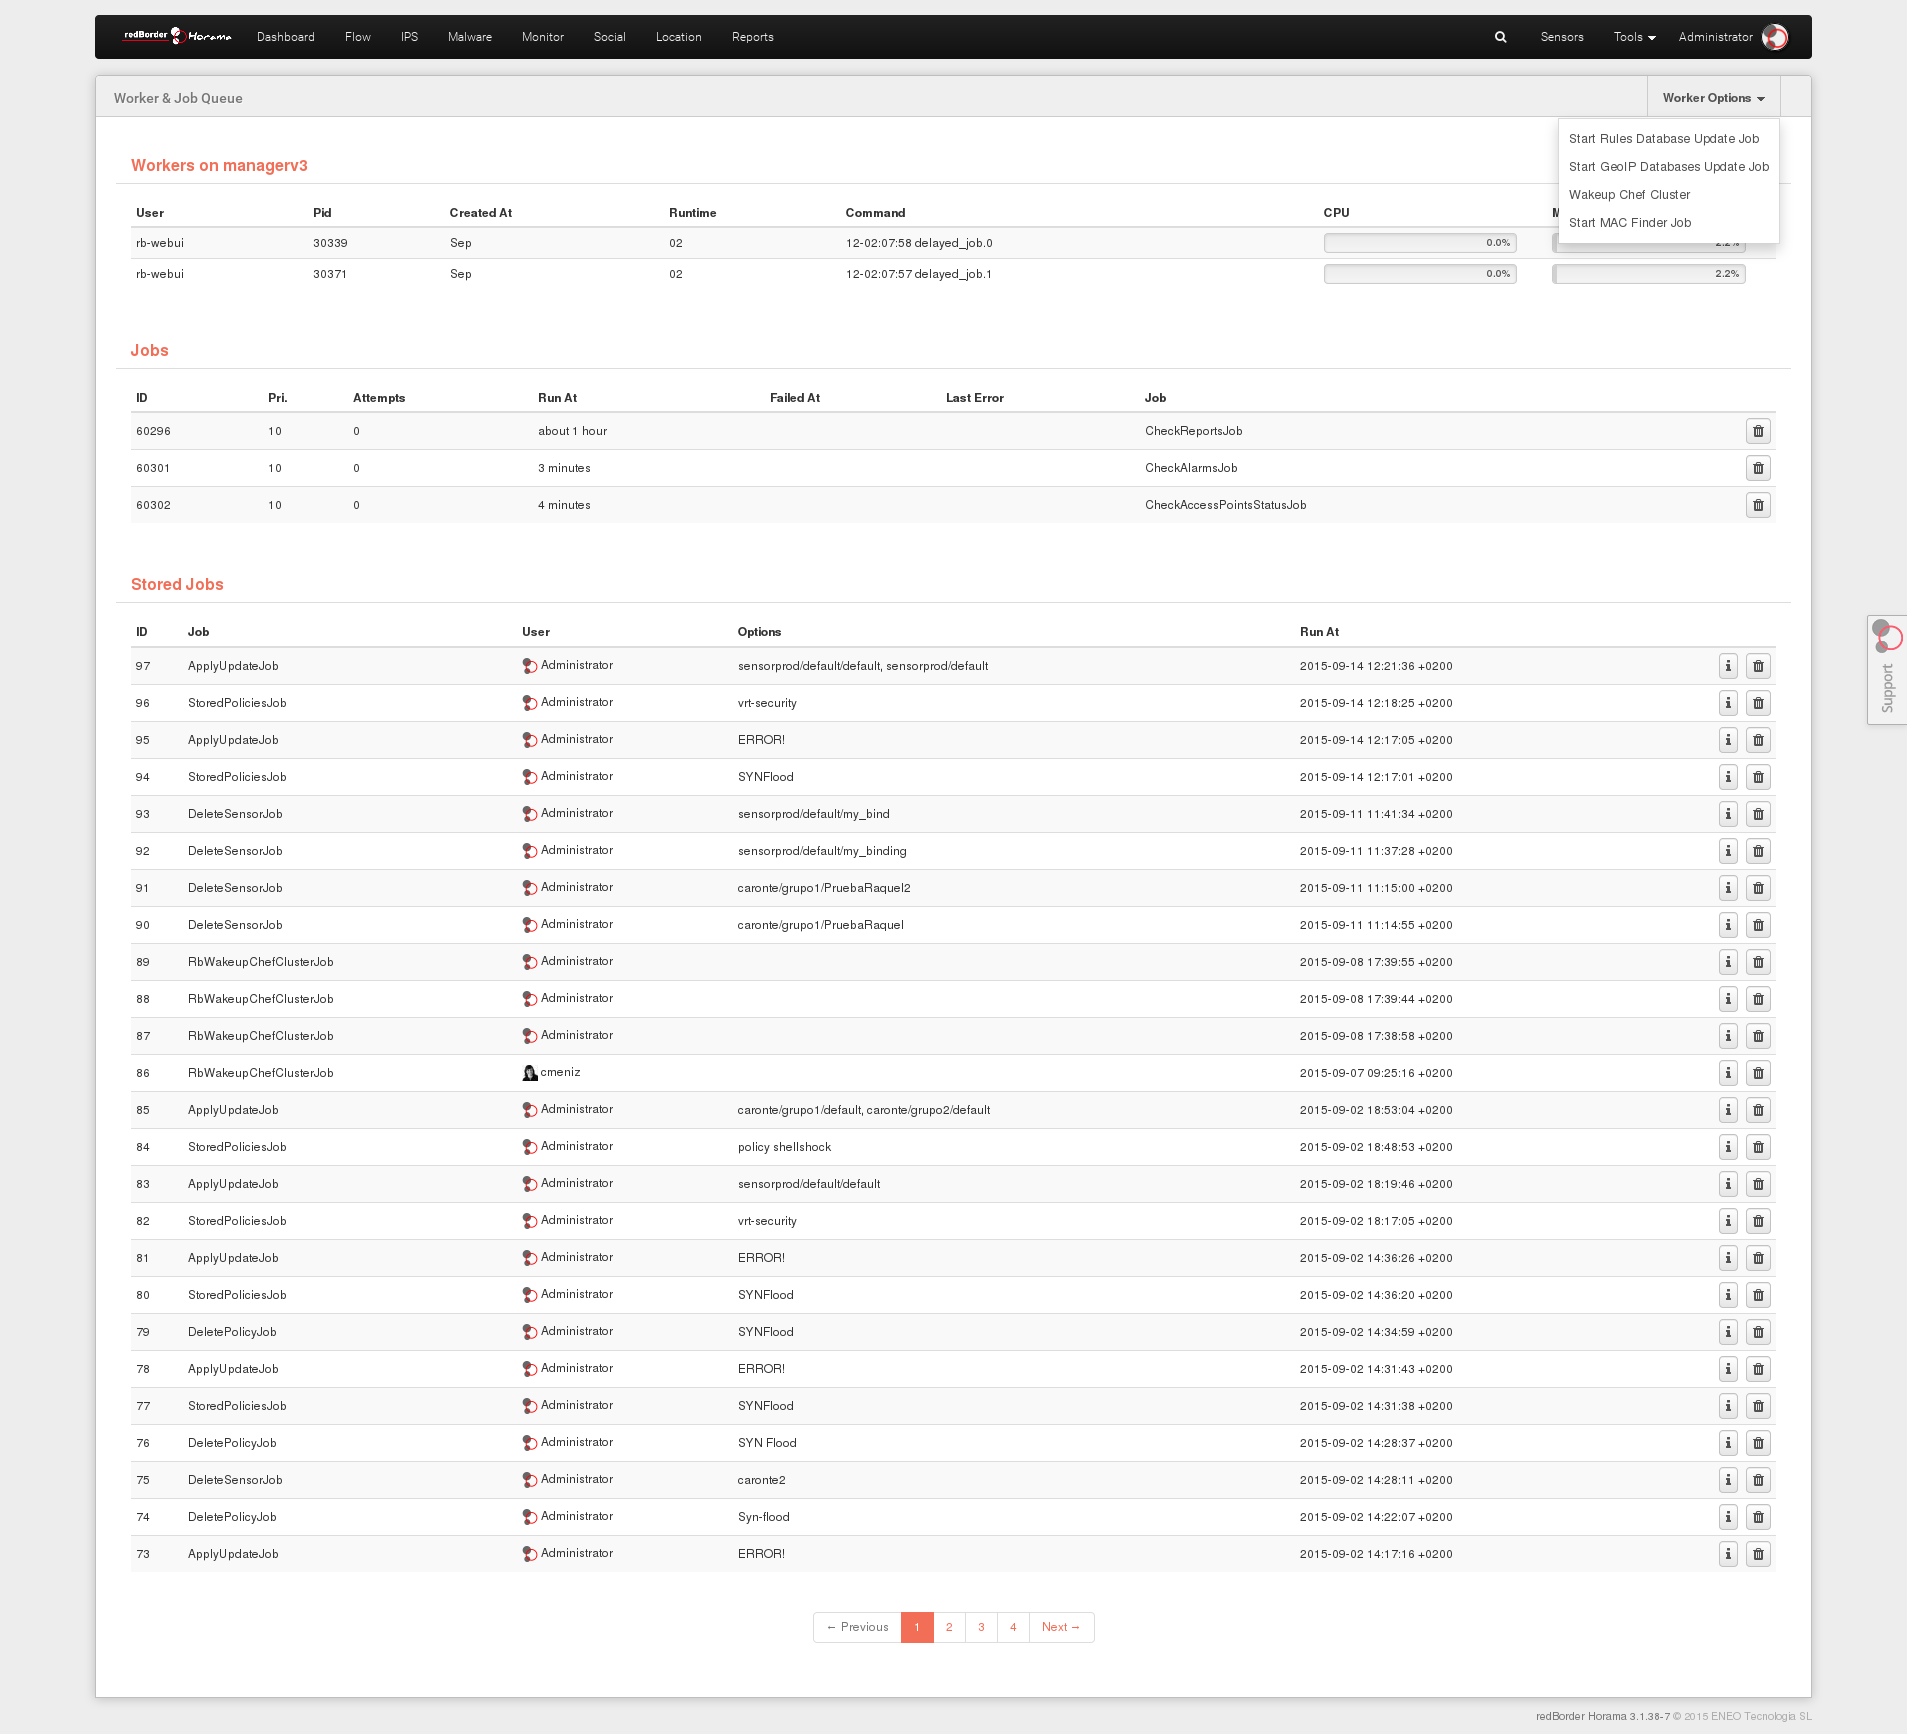 redBorder Horama Dashboard Flow IPS Malware Monitor Social Location Reports Sensors Tools Administrator
Worker & Job Queue Worker Options
Start Rules Database Update Job
Start GeoIP Databases Update Job
Wakeup Chef Cluster
Start MAC Finder Job
Workers on managerv3
User Pid Created At Runtime Command CPU
rb-webui 30339 Sep 02 12-02:07:58 delayed_job.0 0.0% 2.2%
rb-webui 30371 Sep 02 12-02:07:57 delayed_job.1 0.0% 2.2%
Jobs
ID Pri. Attempts Run At Failed At Last Error Job
60296 10 0 about 1 hour CheckReportsJob
60301 10 0 3 minutes CheckAlarmsJob
60302 10 0 4 minutes CheckAccessPointsStatusJob
Stored Jobs
ID Job User Options Run At
97 ApplyUpdateJob Administrator sensorprod/default/default, sensorprod/default 2015-09-14 12:21:36 +0200
96 StoredPoliciesJob Administrator vrt-security 2015-09-14 12:18:25 +0200
95 ApplyUpdateJob Administrator ERROR! 2015-09-14 12:17:05 +0200
94 StoredPoliciesJob Administrator SYNFlood 2015-09-14 12:17:01 +0200
93 DeleteSensorJob Administrator sensorprod/default/my_bind 2015-09-11 11:41:34 +0200
92 DeleteSensorJob Administrator sensorprod/default/my_binding 2015-09-11 11:37:28 +0200
91 DeleteSensorJob Administrator caronte/grupo1/PruebaRaquel2 2015-09-11 11:15:00 +0200
90 DeleteSensorJob Administrator caronte/grupo1/PruebaRaquel 2015-09-11 11:14:55 +0200
89 RbWakeupChefClusterJob Administrator 2015-09-08 17:39:55 +0200
88 RbWakeupChefClusterJob Administrator 2015-09-08 17:39:44 +0200
87 RbWakeupChefClusterJob Administrator 2015-09-08 17:38:58 +0200
86 RbWakeupChefClusterJob cmeniz 2015-09-07 09:25:16 +0200
85 ApplyUpdateJob Administrator caronte/grupo1/default, caronte/grupo2/default 2015-09-02 18:53:04 +0200
84 StoredPoliciesJob Administrator policy shellshock 2015-09-02 18:48:53 +0200
83 ApplyUpdateJob Administrator sensorprod/default/default 2015-09-02 18:19:46 +0200
82 StoredPoliciesJob Administrator vrt-security 2015-09-02 18:17:05 +0200
81 ApplyUpdateJob Administrator ERROR! 2015-09-02 14:36:26 +0200
80 StoredPoliciesJob Administrator SYNFlood 2015-09-02 14:36:20 +0200
79 DeletePolicyJob Administrator SYNFlood 2015-09-02 14:34:59 +0200
78 ApplyUpdateJob Administrator ERROR! 2015-09-02 14:31:43 +0200
77 StoredPoliciesJob Administrator SYNFlood 2015-09-02 14:31:38 +0200
76 DeletePolicyJob Administrator SYN Flood 2015-09-02 14:28:37 +0200
75 DeleteSensorJob Administrator caronte2 2015-09-02 14:28:11 +0200
74 DeletePolicyJob Administrator Syn-flood 2015-09-02 14:22:07 +0200
73 ApplyUpdateJob Administrator ERROR! 2015-09-02 14:17:16 +0200
← Previous 1 2 3 4 Next →
Support
redBorder Horama 3.1.38-7 © 2015 ENEO Tecnologia SL